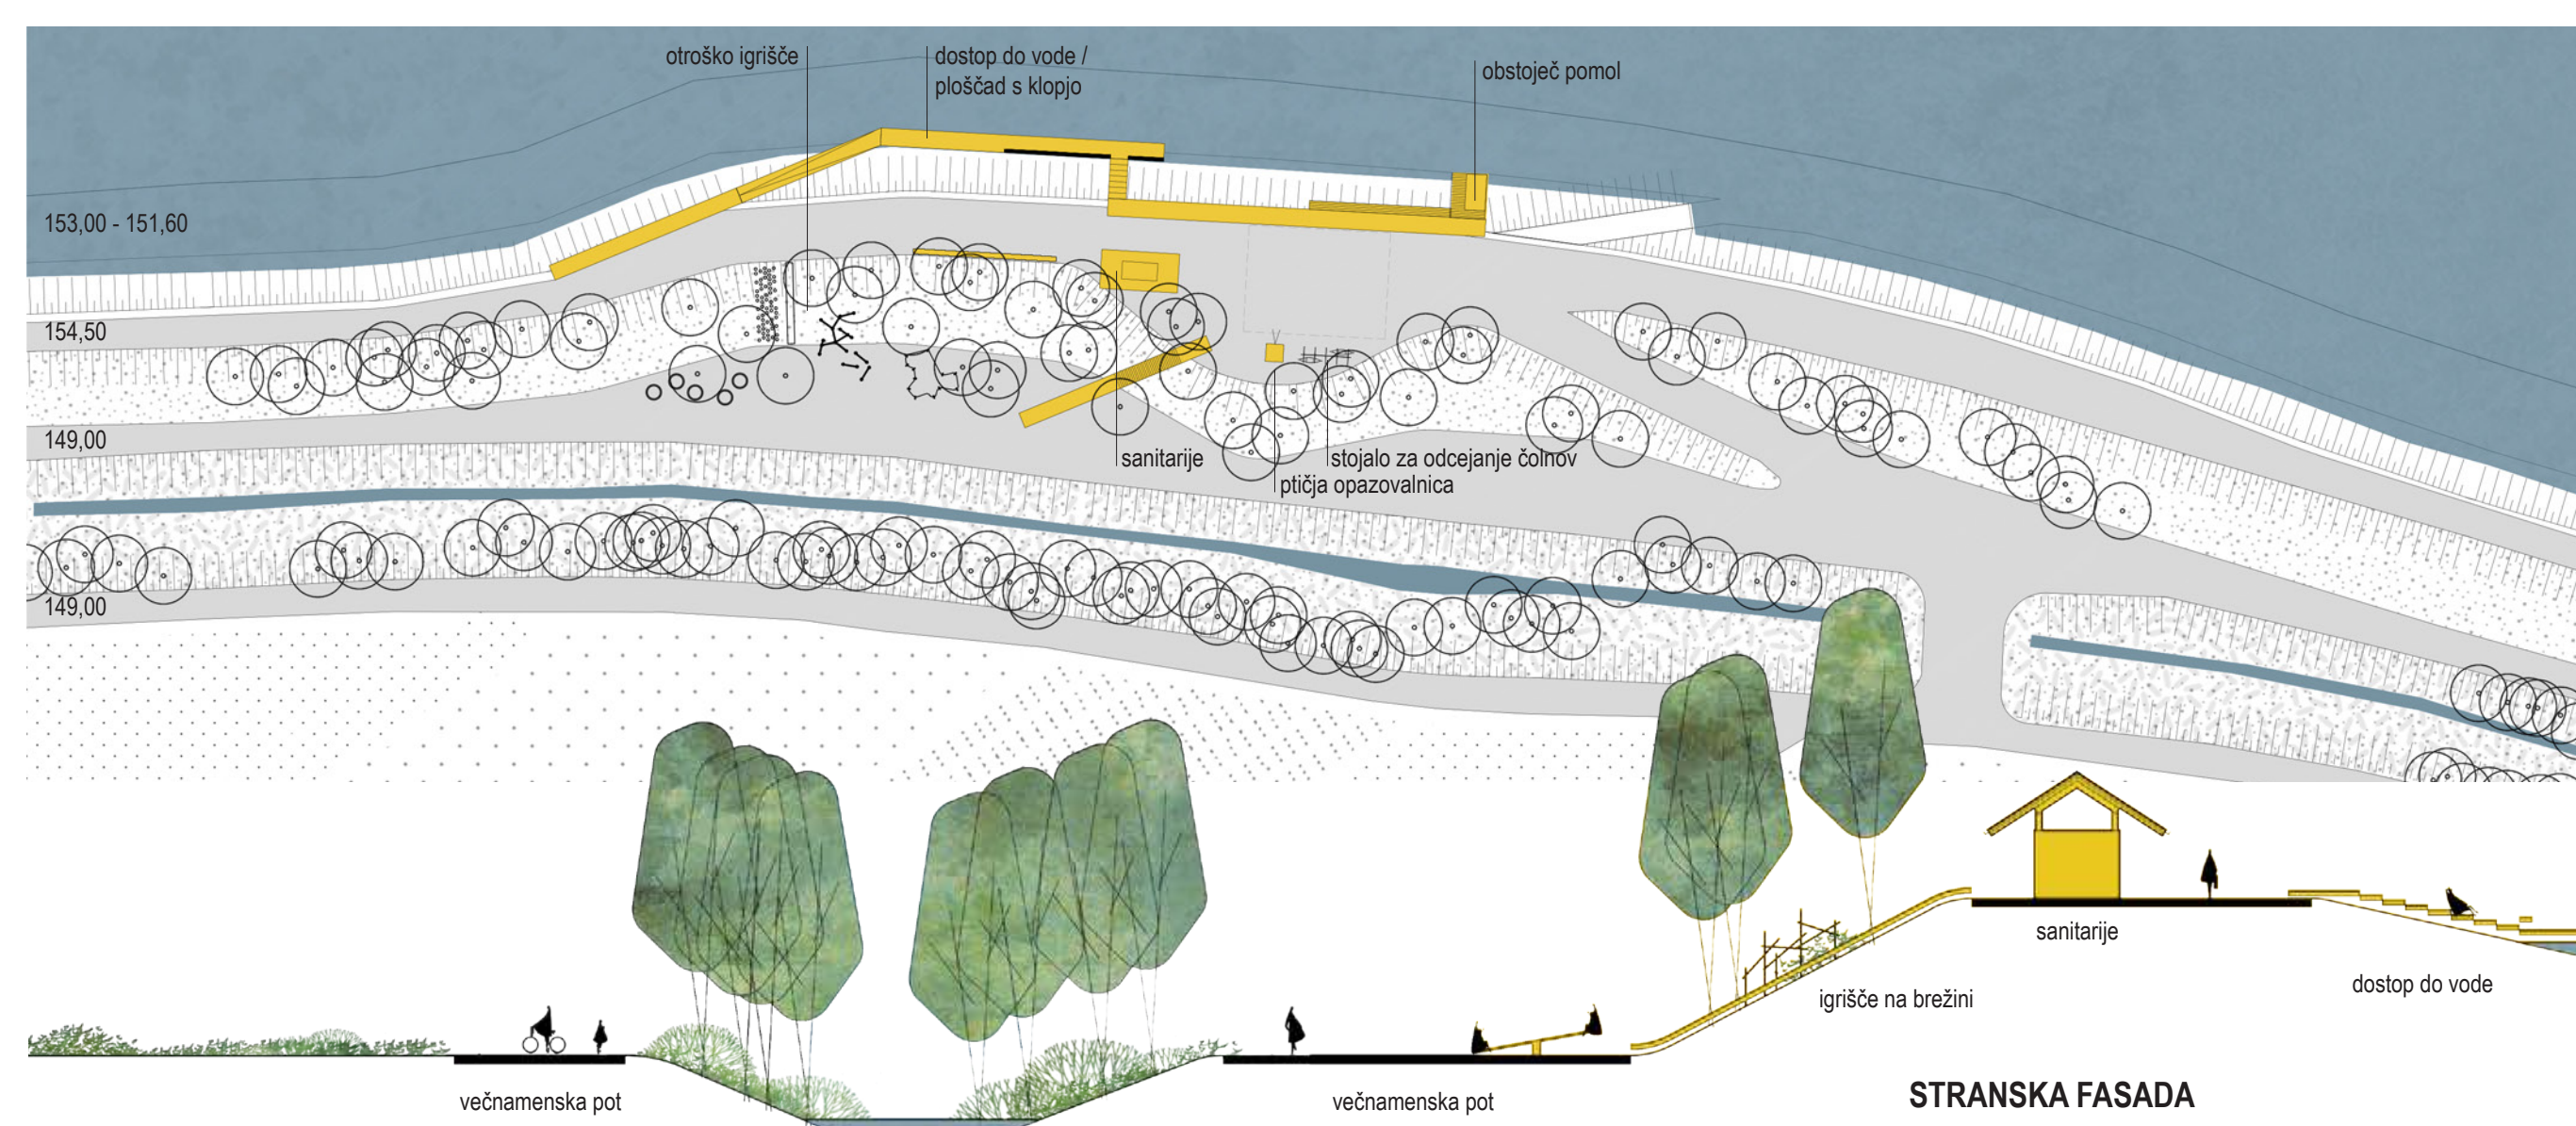 otroško igrišče
dostop do vode /
ploščad s klopjo
obstoječ pomol
153,00 - 151,60
154,50
149,00
sanitarije
stojalo za odcejanje čolnov
ptičja opazovalnica
149,00
sanitarije
dostop do vode
igrišče na brežini
večnamenska pot
večnamenska pot
STRANSKA FASADA